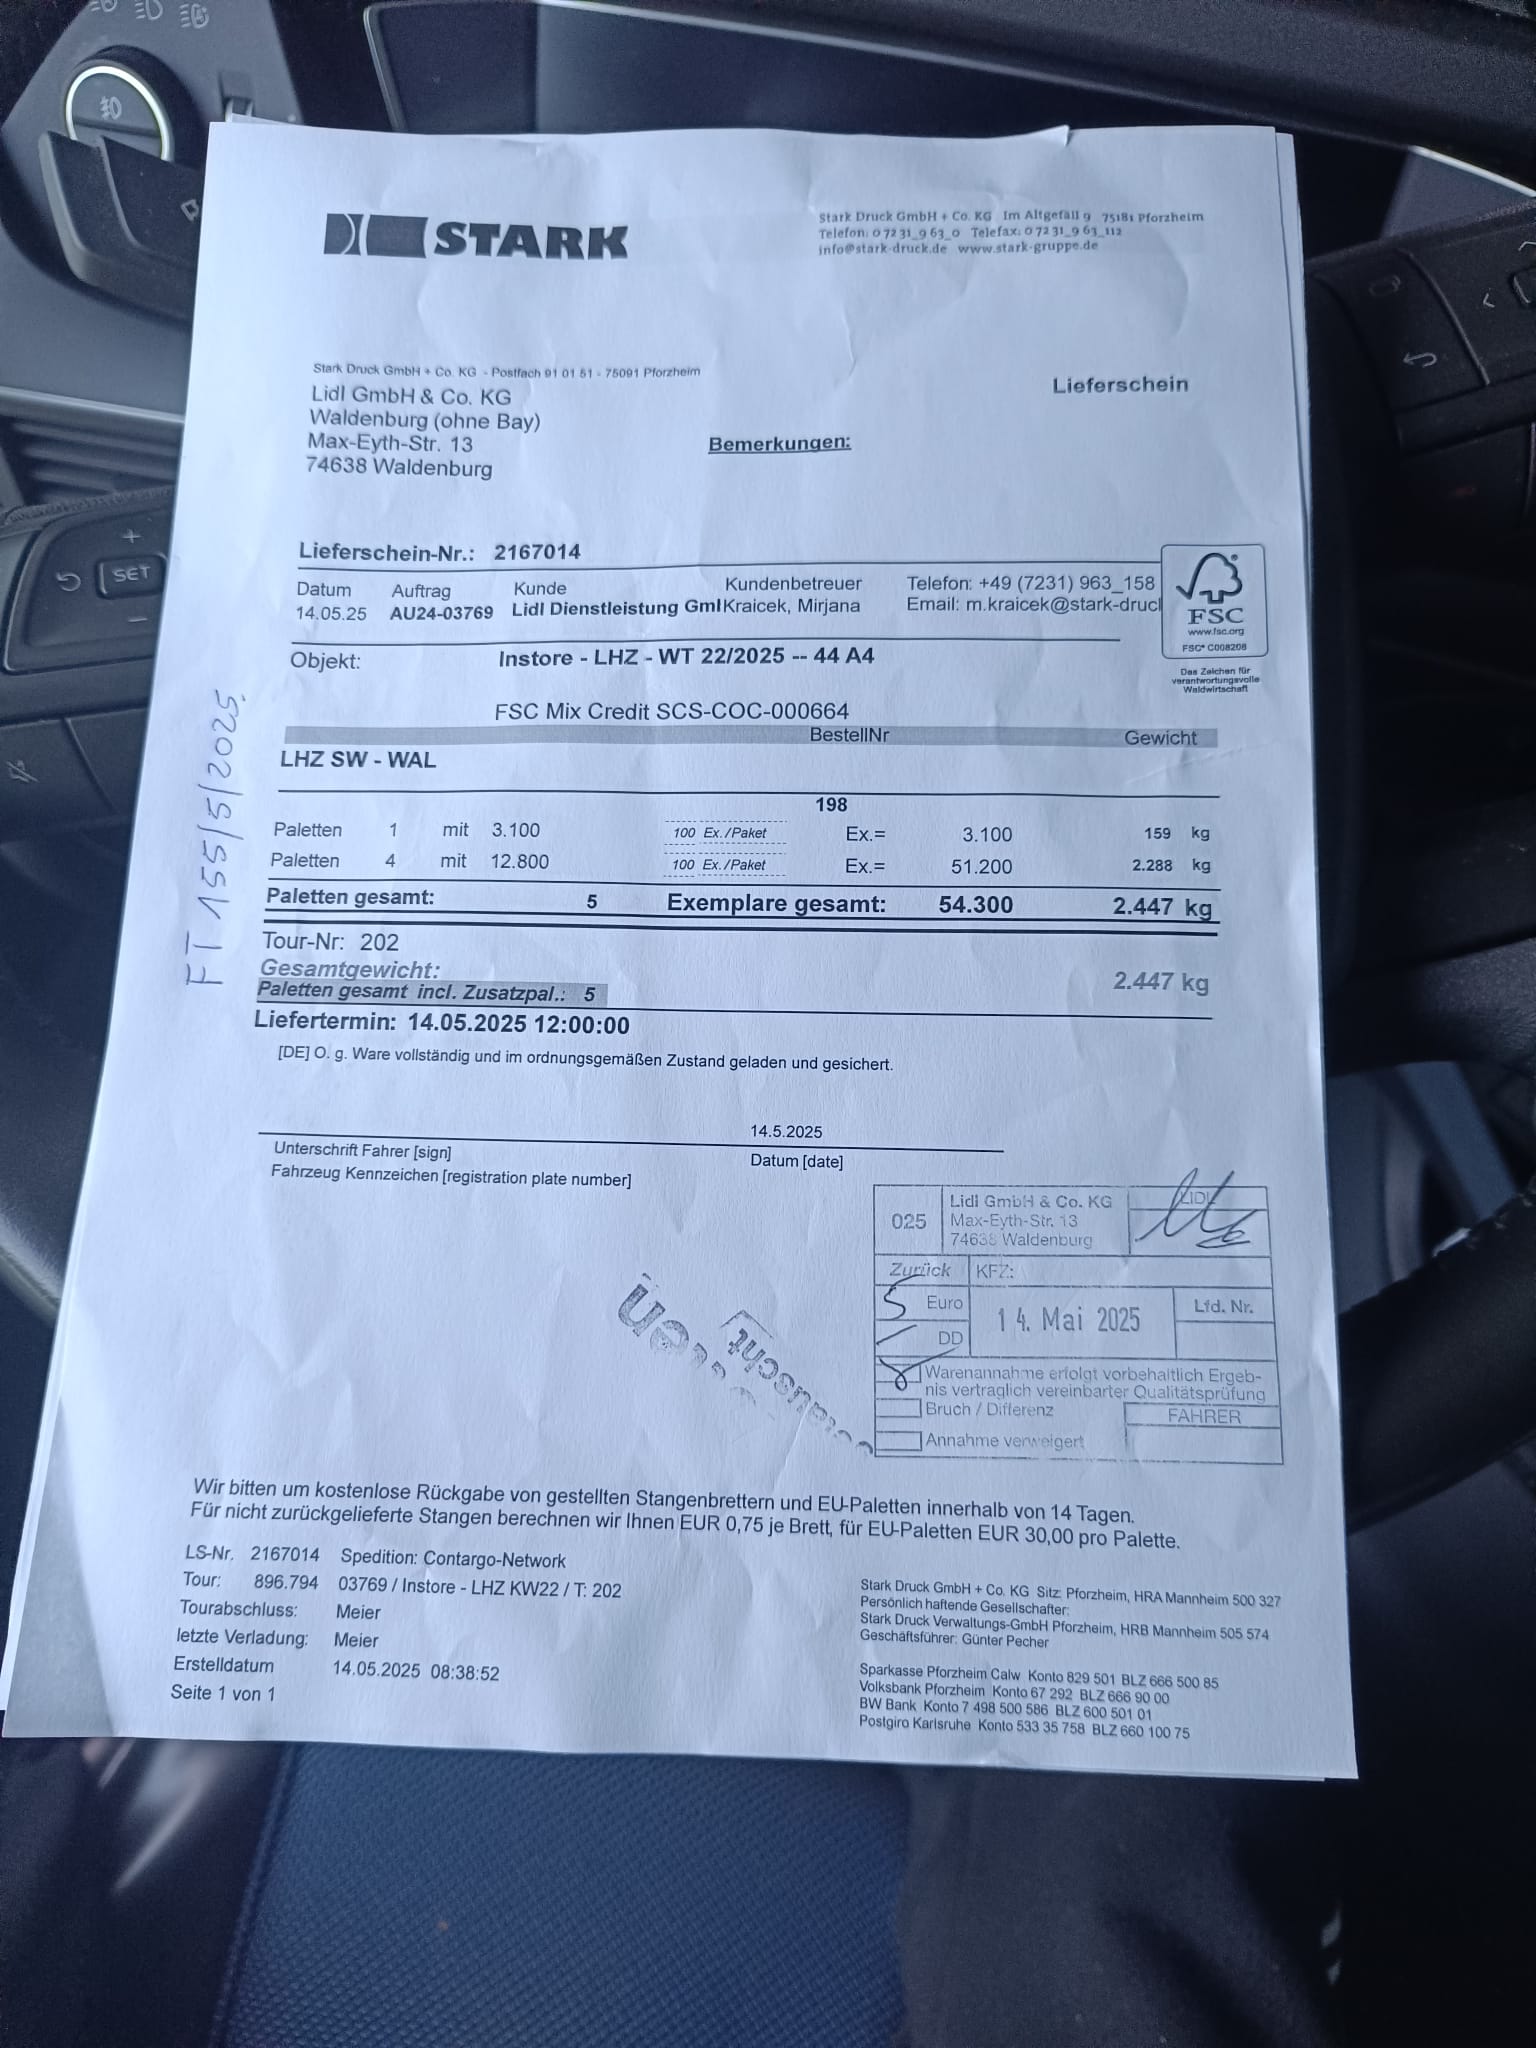 STARK
Stark Druck GmbH + Co. KG Im Altgefäll 9 75181 Pforzheim
Telefon: 0 72 31_9 63_0 Telefax: 0 72 31_9 63_112
info@stark-druck.de www.stark-gruppe.de
Stark Druck GmbH + Co. KG - Postfach 91 01 51 - 75091 Pforzheim
Lidl GmbH & Co. KG
Waldenburg (ohne Bay)
Max-Eyth-Str. 13
74638 Waldenburg
Lieferschein
Bemerkungen:
Lieferschein-Nr.: 2167014
Datum Auftrag Kunde Kundenbetreuer Telefon: +49 (7231) 963_158
14.05.25 AU24-03769 Lidl Dienstleistung Gml Kraicek, Mirjana Email: m.kraicek@stark-druc
FSC
www.fsc.org
FSC® C008208
Das Zeichen für
verantwortungsvolle
Waldwirtschaft
Objekt: Instore - LHZ - WT 22/2025 -- 44 A4
FSC Mix Credit SCS-COC-000664
BestellNr Gewicht
LHZ SW - WAL
198
Paletten 1 mit 3.100 100 Ex./Paket Ex.= 3.100 159 kg
Paletten 4 mit 12.800 100 Ex./Paket Ex.= 51.200 2.288 kg
Paletten gesamt: 5 Exemplare gesamt: 54.300 2.447 kg
Tour-Nr: 202
Gesamtgewicht: 2.447 kg
Paletten gesamt incl. Zusatzpal.: 5
Liefertermin: 14.05.2025 12:00:00
[DE] O. g. Ware vollständig und im ordnungsgemäßen Zustand geladen und gesichert.
FT 155/5/2025.
14.5.2025
Unterschrift Fahrer [sign] Datum [date]
Fahrzeug Kennzeichen [registration plate number]
025 Lidl GmbH & Co. KG LIDL
Max-Eyth-Str. 13
74638 Waldenburg
Zurück KFZ:
5 Euro 14. Mai 2025 Lfd. Nr.
DD
Warenannahme erfolgt vorbehaltlich Ergeb-
nis vertraglich vereinbarter Qualitätsprüfung
Bruch / Differenz FAHRER
Annahme verweigert
Wir bitten um kostenlose Rückgabe von gestellten Stangenbrettern und EU-Paletten innerhalb von 14 Tagen.
Für nicht zurückgelieferte Stangen berechnen wir Ihnen EUR 0,75 je Brett, für EU-Paletten EUR 30,00 pro Palette.
LS-Nr. 2167014 Spedition: Contargo-Network
Tour: 896.794 03769 / Instore - LHZ KW22 / T: 202
Tourabschluss: Meier
letzte Verladung: Meier
Erstelldatum 14.05.2025 08:38:52
Seite 1 von 1
Stark Druck GmbH + Co. KG Sitz: Pforzheim, HRA Mannheim 500 327
Persönlich haftende Gesellschafter:
Stark Druck Verwaltungs-GmbH Pforzheim, HRB Mannheim 505 574
Geschäftsführer: Günter Pecher
Sparkasse Pforzheim Calw Konto 829 501 BLZ 666 500 85
Volksbank Pforzheim Konto 67 292 BLZ 666 90 00
BW Bank Konto 7 498 500 586 BLZ 600 501 01
Postgiro Karlsruhe Konto 533 35 758 BLZ 660 100 75
SET